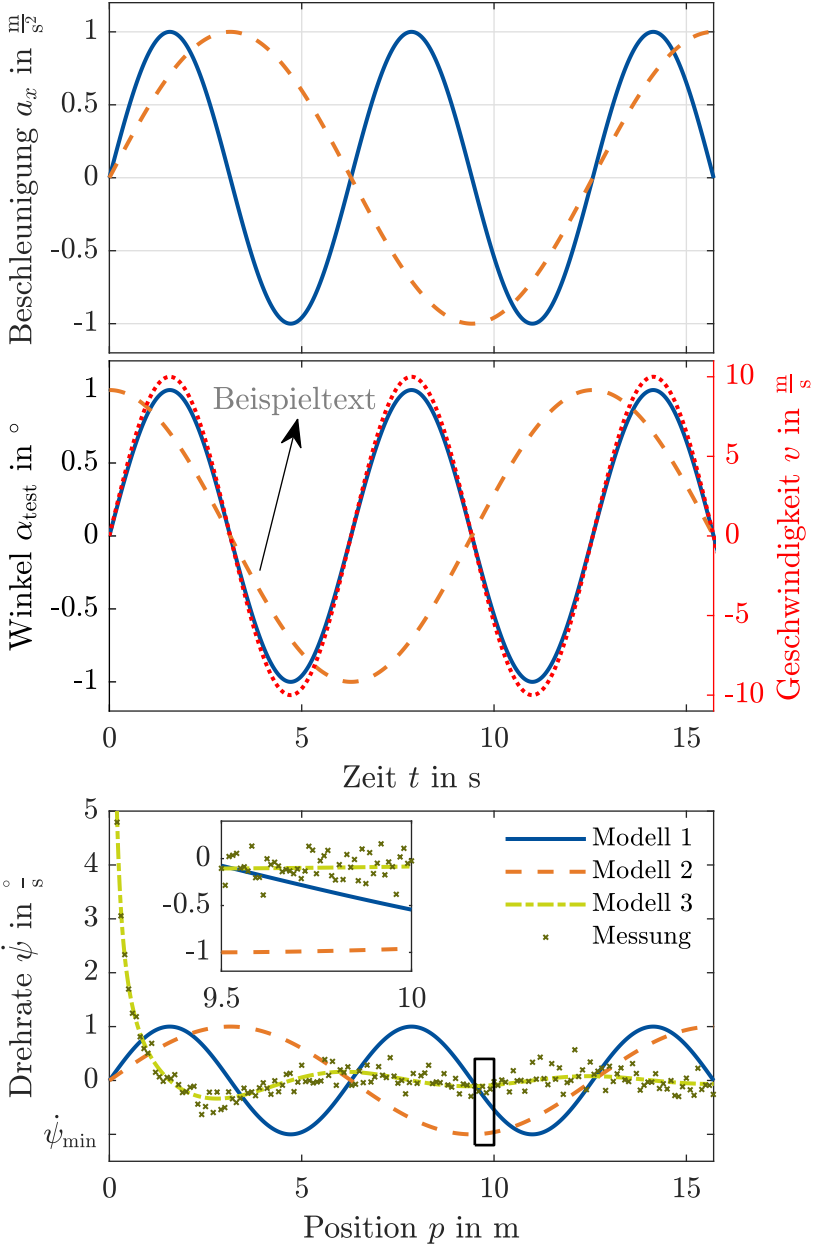 Beschleunigung a_x in m/s²
1
0.5
0
-0.5
-1
Winkel α_test in °
1
0.5
0
-0.5
-1
Beispieltext
10
5
0
-5
-10
Geschwindigkeit v in m/s
0 5 10 15
Zeit t in s
Drehrate ψ̇ in °/s
5
4
3
2
1
0
ψ̇_min
0
-0.5
-1
9.5 10
Modell 1
Modell 2
Modell 3
Messung
0 5 10 15
Position p in m